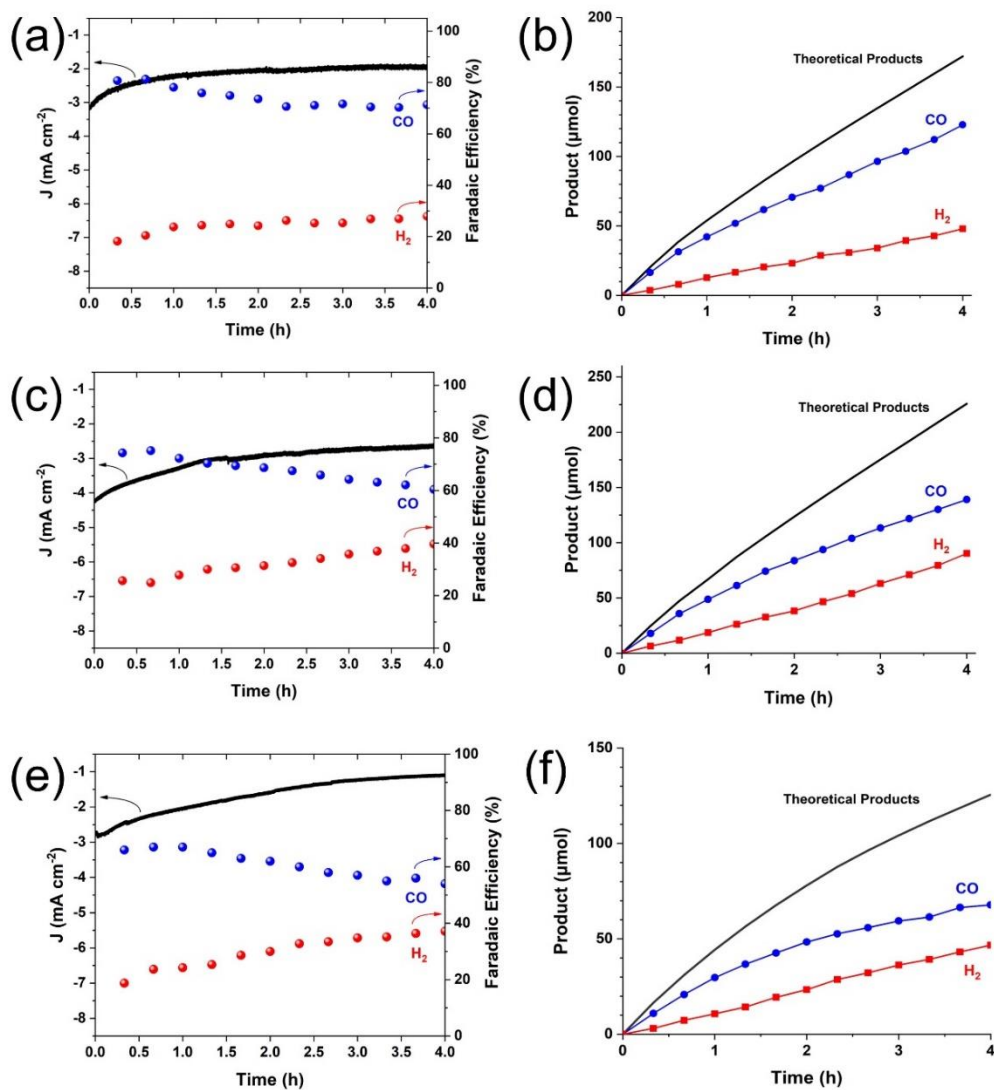 (a)
-1
-2
-3
-4
-5
-6
-7
-8
J (mA cm⁻²)
0.0 0.5 1.0 1.5 2.0 2.5 3.0 3.5 4.0
Time (h)
100
80
60
40
20
0
Faradaic Efficiency (%)
CO
H₂
(b)
200
150
100
50
0
Product (μmol)
0 1 2 3 4
Time (h)
Theoretical Products
CO
H₂
(c)
-1
-2
-3
-4
-5
-6
-7
-8
J (mA cm⁻²)
0.0 0.5 1.0 1.5 2.0 2.5 3.0 3.5 4.0
Time (h)
100
80
60
40
20
0
Faradaic Efficiency (%)
CO
H₂
(d)
250
200
150
100
50
0
Product (μmol)
0 1 2 3 4
Time (h)
Theoretical Products
CO
H₂
(e)
-1
-2
-3
-4
-5
-6
-7
-8
J (mA cm⁻²)
0.0 0.5 1.0 1.5 2.0 2.5 3.0 3.5 4.0
Time (h)
100
80
60
40
20
0
Faradaic Efficiency (%)
CO
H₂
(f)
150
100
50
0
Product (μmol)
0 1 2 3 4
Time (h)
Theoretical Products
CO
H₂